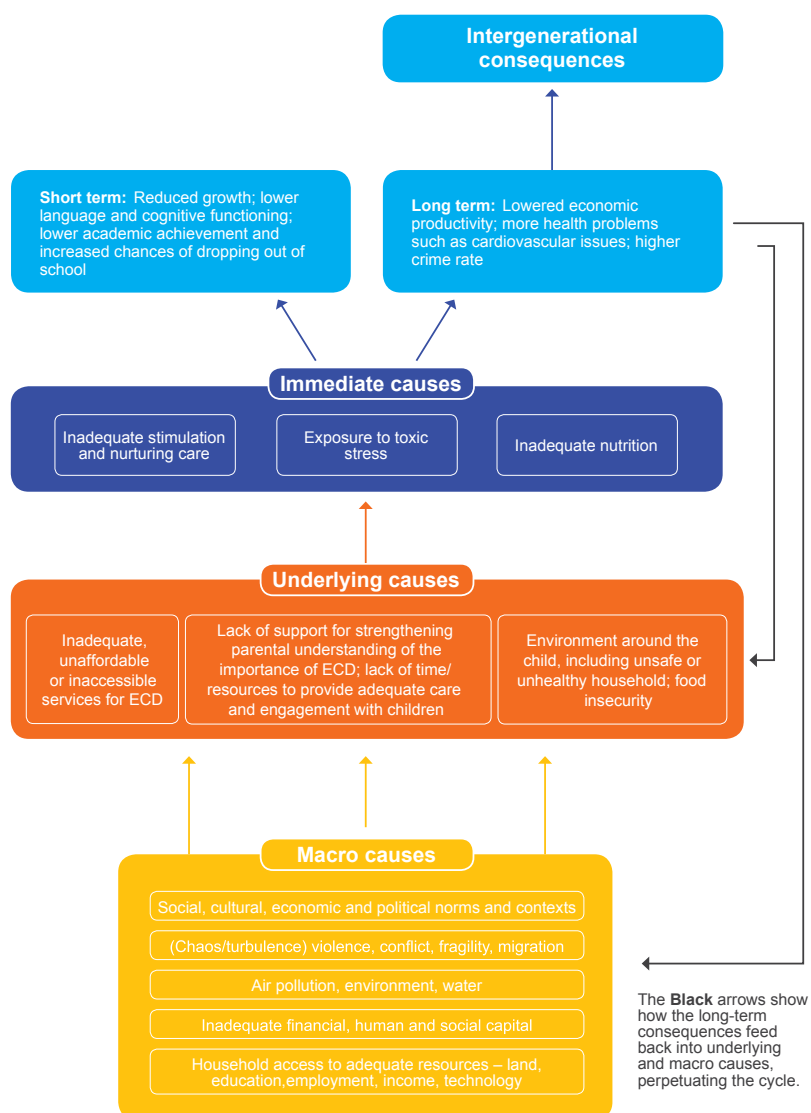 Intergenerational
consequences
Short term: Reduced growth; lower
language and cognitive functioning;
lower academic achievement and
increased chances of dropping out of
school
Long term: Lowered economic
productivity; more health problems
such as cardiovascular issues; higher
crime rate
Immediate causes
Inadequate stimulation
and nurturing care
Exposure to toxic
stress
Inadequate nutrition
Underlying causes
Inadequate,
unaffordable
or inaccessible
services for ECD
Lack of support for strengthening
parental understanding of the
importance of ECD; lack of time/
resources to provide adequate care
and engagement with children
Environment around the
child, including unsafe or
unhealthy household; food
insecurity
Macro causes
Social, cultural, economic and political norms and contexts
(Chaos/turbulence) violence, conflict, fragility, migration
Air pollution, environment, water
Inadequate financial, human and social capital
Household access to adequate resources – land,
education,employment, income, technology
The Black arrows show
how the long-term
consequences feed
back into underlying
and macro causes,
perpetuating the cycle.